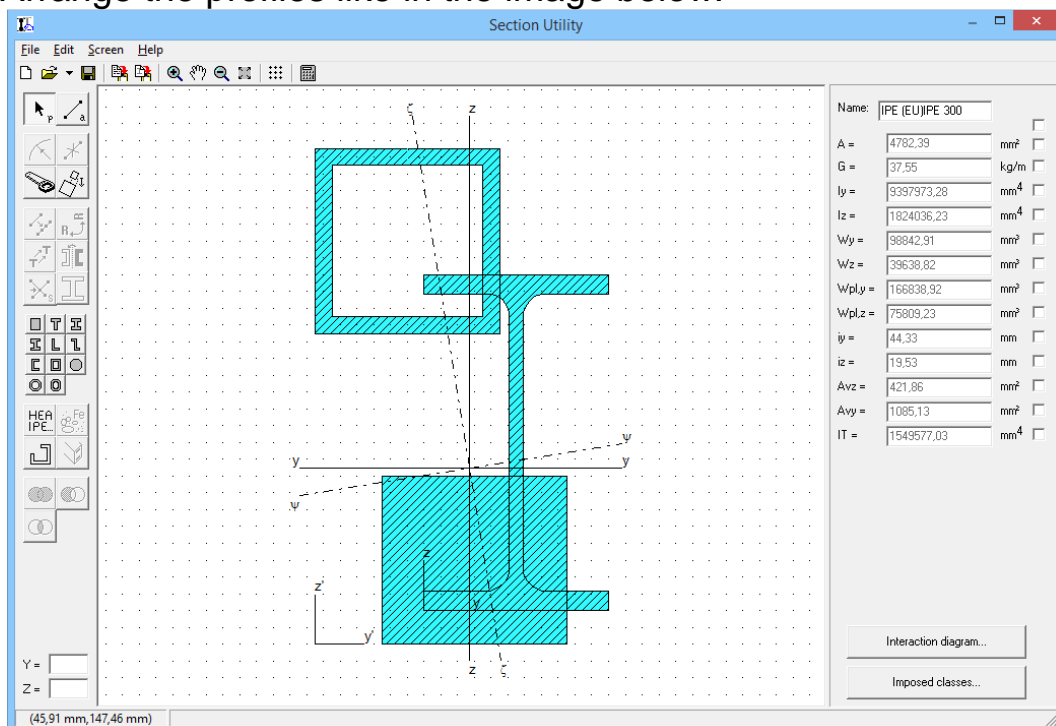 Arrange the profiles like in the image below.
Section Utility
File Edit Screen Help
Name: IPE (EU)IPE 300
A = 4782,39 mm²
G = 37,55 kg/m
Iy = 9397973,28 mm4
Iz = 1824036,23 mm4
Wy = 98842,91 mm³
Wz = 39638,82 mm³
Wpl,y = 166838,92 mm³
Wpl,z = 75809,23 mm³
iy = 44,33 mm
iz = 19,53 mm
Avz = 421,86 mm²
Avy = 1085,13 mm²
IT = 1549577,03 mm4
ζ z
y ψ y
ψ
z
z'
y
y'
z ζ
p a
R
T
s
HEA
IPE... Fe
Y =
Z =
Interaction diagram...
Imposed classes...
(45,91 mm,147,46 mm)